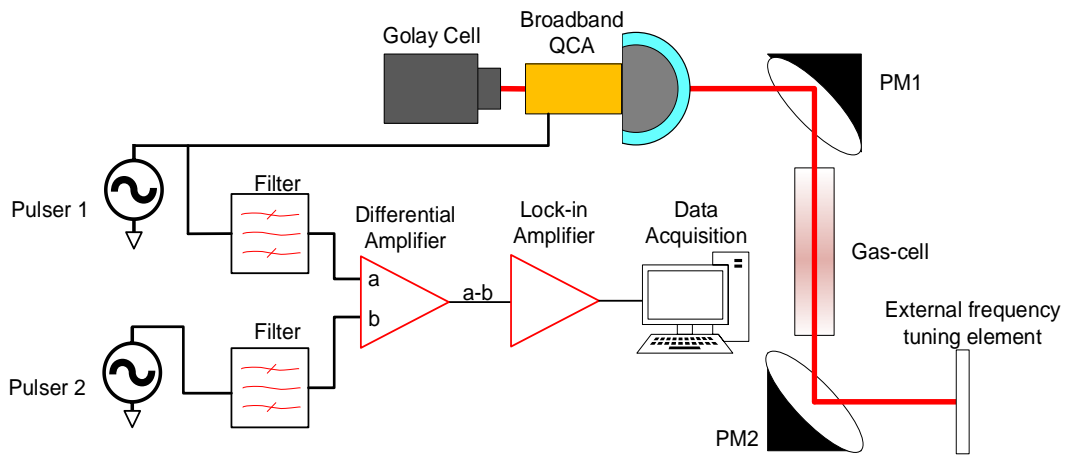 Golay Cell
Broadband
QCA
PM1
Pulser 1
Filter
Differential
Amplifier
Lock-in
Amplifier
Data
Acquisition
Gas-cell
a
a-b
b
External frequency
tuning element
Filter
Pulser 2
PM2